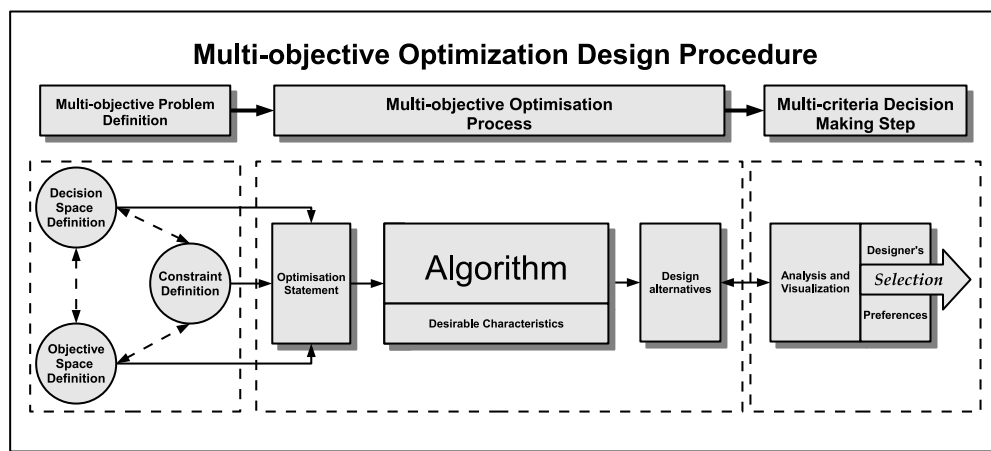 Multi-objective Optimization Design Procedure
Multi-objective Problem
Definition
Multi-objective Optimisation
Process
Multi-criteria Decision
Making Step
Decision
Space
Definition
Constraint
Definition
Objective
Space
Definition
Optimisation
Statement
Algorithm
Desirable Characteristics
Design
alternatives
Analysis and
Visualization
Designer's
Selection
Preferences